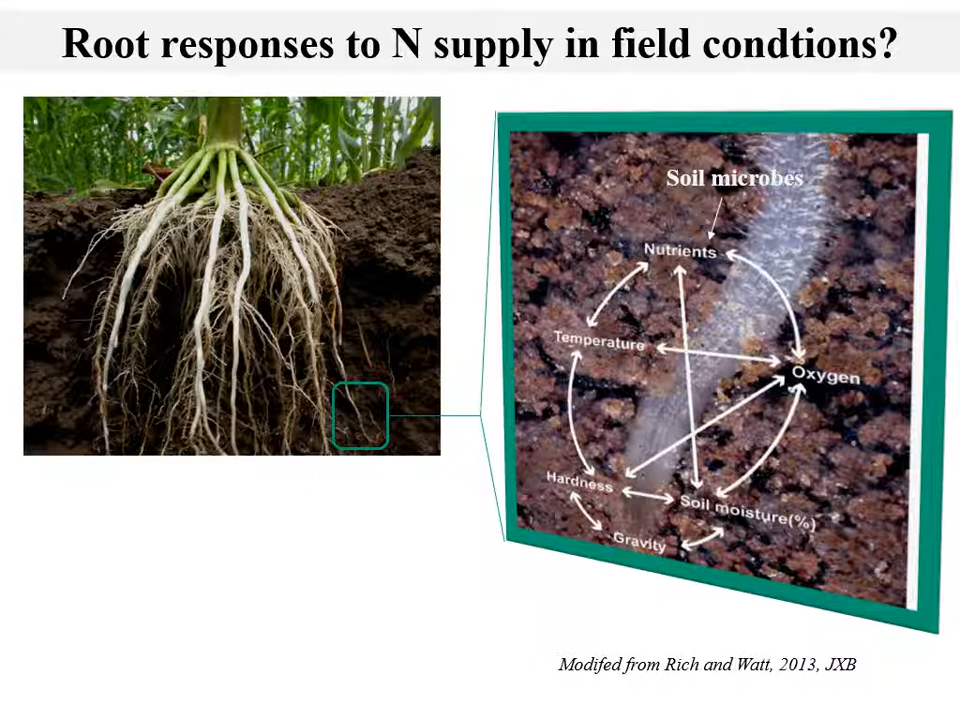 Root responses to N supply in field condtions?
Soil microbes
Nutrients
Temperature
Oxygen
Hardness
Soil moisture(%)
Gravity
Modifed from Rich and Watt, 2013, JXB